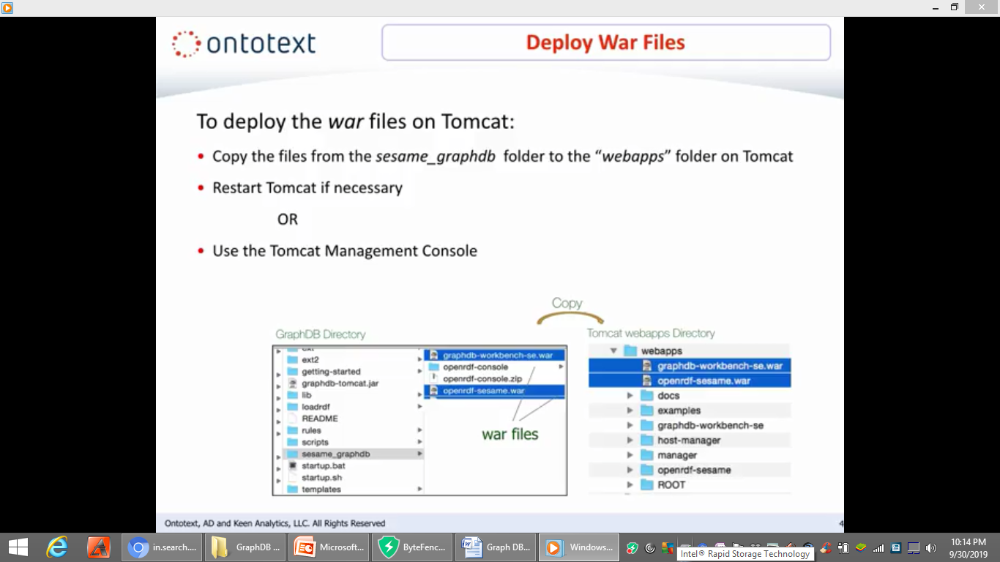 ontotext
Deploy War Files
To deploy the war files on Tomcat:
• Copy the files from the sesame_graphdb folder to the “webapps” folder on Tomcat
• Restart Tomcat if necessary
OR
• Use the Tomcat Management Console
Copy
GraphDB Directory
ext2
getting-started
graphdb-tomcat.jar
lib
loadrdf
README
rules
scripts
sesame_graphdb
startup.bat
startup.sh
templates
graphdb-workbench-se.war
openrdf-console
openrdf-console.zip
openrdf-sesame.war
war files
Tomcat webapps Directory
webapps
graphdb-workbench-se.war
openrdf-sesame.war
docs
examples
graphdb-workbench-se
host-manager
manager
openrdf-sesame
ROOT
Ontotext, AD and Keen Analytics, LLC. All Rights Reserved
4
in.search....
GraphDB ...
Microsoft...
ByteFenc...
Graph DB...
Windows...
Intel® Rapid Storage Technology
10:14 PM
9/30/2019